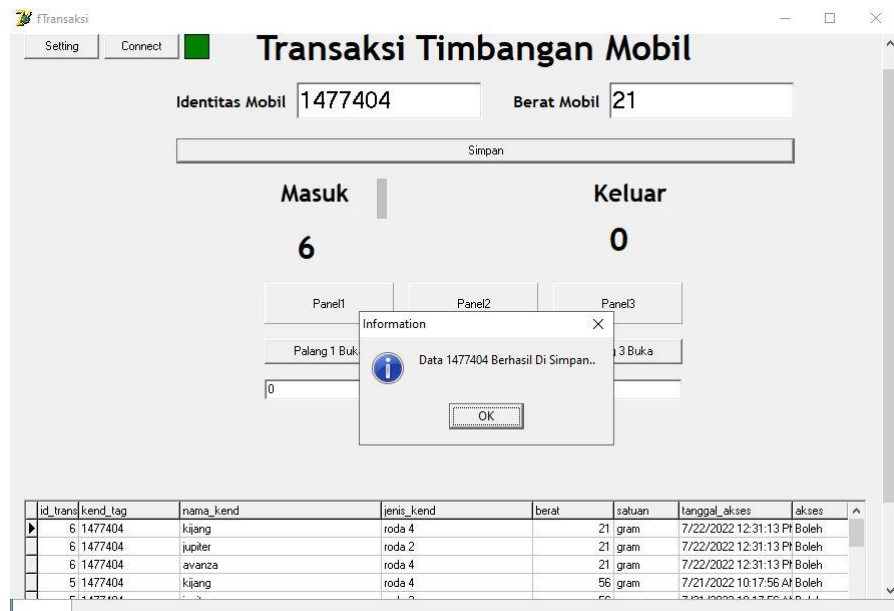 fTransaksi
Setting Connect
Transaksi Timbangan Mobil
Identitas Mobil 1477404 Berat Mobil 21
Simpan
Masuk Keluar
6 0
Panel1 Panel2 Panel3
Information
Palang 1 Buk 3 Buka
Data 1477404 Berhasil Di Simpan..
0
OK
id_trans kend_tag nama_kend jenis_kend berat satuan tanggal_akses akses
6 1477404 kijang roda 4 21 gram 7/22/2022 12:31:13 PM Boleh
6 1477404 jupiter roda 2 21 gram 7/22/2022 12:31:13 PM Boleh
6 1477404 avanza roda 4 21 gram 7/22/2022 12:31:13 PM Boleh
5 1477404 kijang roda 4 56 gram 7/21/2022 10:17:56 AM Boleh